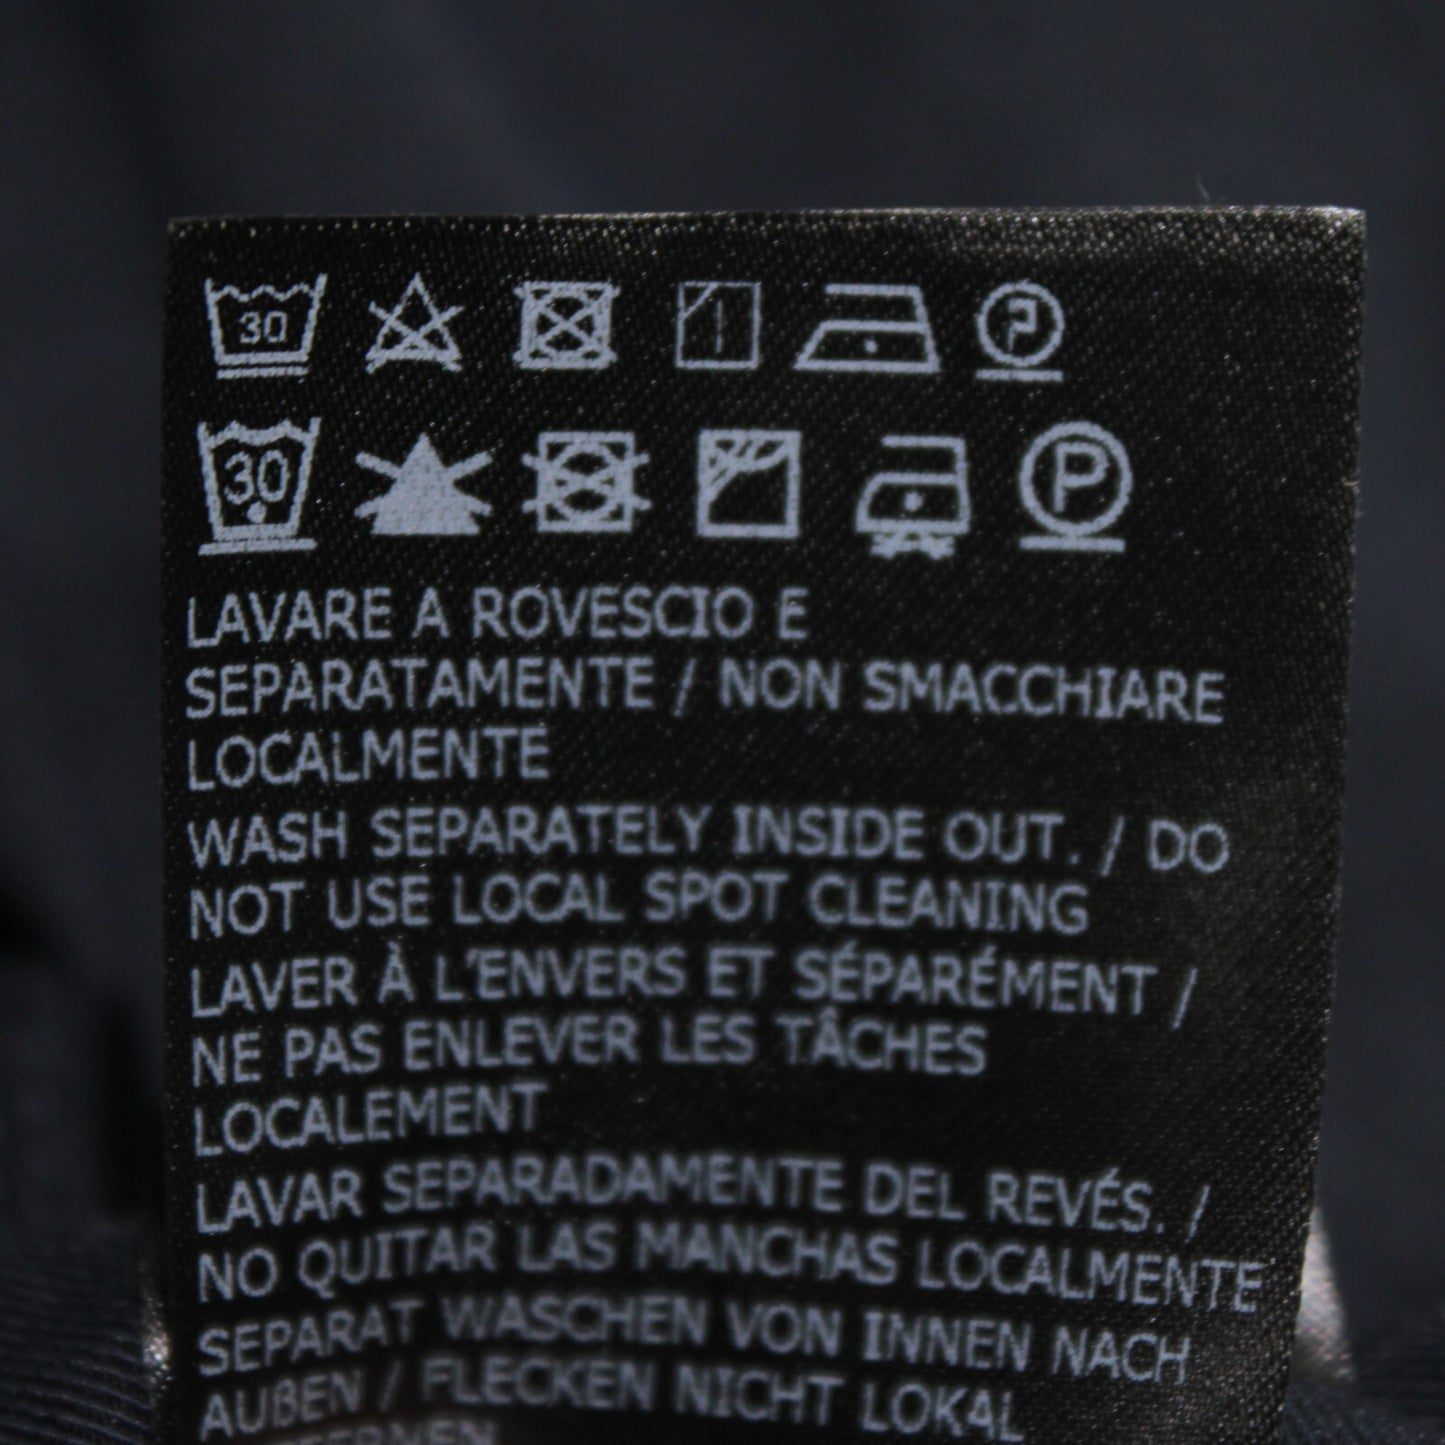 30
P
30
P
LAVARE A ROVESCIO E
SEPARATAMENTE / NON SMACCHIARE
LOCALMENTE
WASH SEPARATELY INSIDE OUT. / DO
NOT USE LOCAL SPOT CLEANING
LAVER À L'ENVERS ET SÉPARÉMENT /
NE PAS ENLEVER LES TÂCHES
LOCALEMENT
LAVAR SEPARADAMENTE DEL REVÉS. /
NO QUITAR LAS MANCHAS LOCALMENTE
SEPARAT WASCHEN VON INNEN NACH
AUßEN / FLECKEN NICHT LOKAL